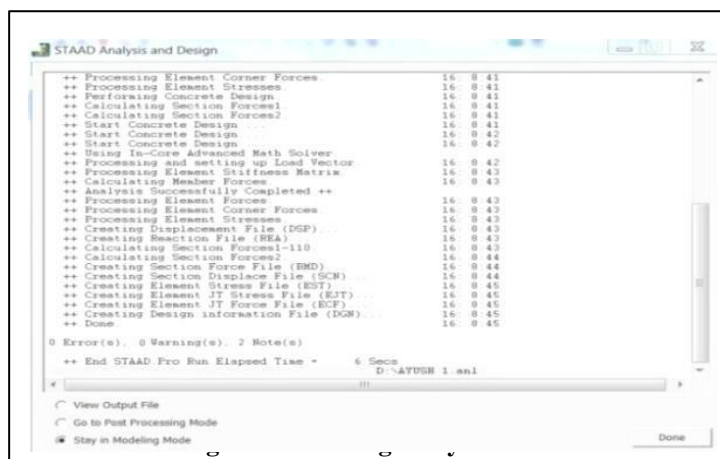 STAAD Analysis and Design
++ Processing Element Corner Forces. 16: 8:41
++ Processing Element Stresses. 16: 8:41
++ Performing Concrete Design 16: 8:41
++ Calculating Section Forces1. 16: 8:41
++ Calculating Section Forces2 16: 8:41
++ Start Concrete Design ... 16: 8:41
++ Start Concrete Design ... 16: 8:42
++ Start Concrete Design ... 16: 8:42
++ Using In-Core Advanced Math Solver
++ Processing and setting up Load Vector 16: 8:42
++ Processing Element Stiffness Matrix 16: 8:43
++ Calculating Member Forces. 16: 8:43
++ Analysis Successfully Completed ++
++ Processing Element Forces. 16: 8:43
++ Processing Element Corner Forces. 16: 8:43
++ Processing Element Stresses. 16: 8:43
++ Creating Displacement File (DSP)... 16: 8:43
++ Creating Reaction File (REA)... 16: 8:43
++ Calculating Section Forces1-110. 16: 8:43
++ Calculating Section Forces2. 16: 8:44
++ Creating Section Force File (BMD)... 16: 8:44
++ Creating Section Displace File (SCN)... 16: 8:44
++ Creating Element Stress File (EST)... 16: 8:45
++ Creating Element JT Stress File (EJT)... 16: 8:45
++ Creating Element JT Force File (ECF)... 16: 8:45
++ Creating Design information File (DGN)... 16: 8:45
++ Done. 16: 8:45
0 Error(s), 0 Warning(s), 2 Note(s)
++ End STAAD.Pro Run Elapsed Time = 6 Secs
D:\AYUSH 1.anl
View Output File
Go to Post Processing Mode
Stay in Modeling Mode
Done